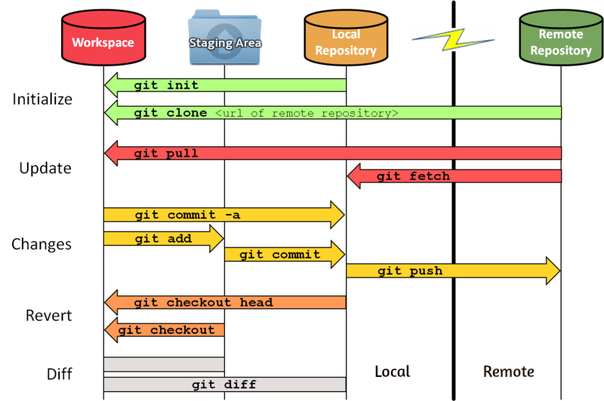 Workspace
Staging Area
Local
Repository
Remote
Repository
Initialize
git init
git clone <url of remote repository>
Update
git pull
git fetch
Changes
git commit -a
git add
git commit
git push
Revert
git checkout head
git checkout
Diff
git diff
Local
Remote